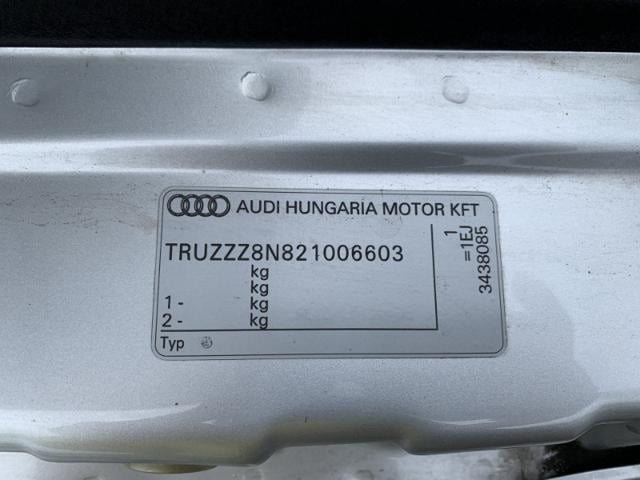 AUDI HUNGARIA MOTOR KFT
TRUZZZ8N821006603
kg
kg
1 - kg
2 - kg
Typ
1
=1EJ
3438085